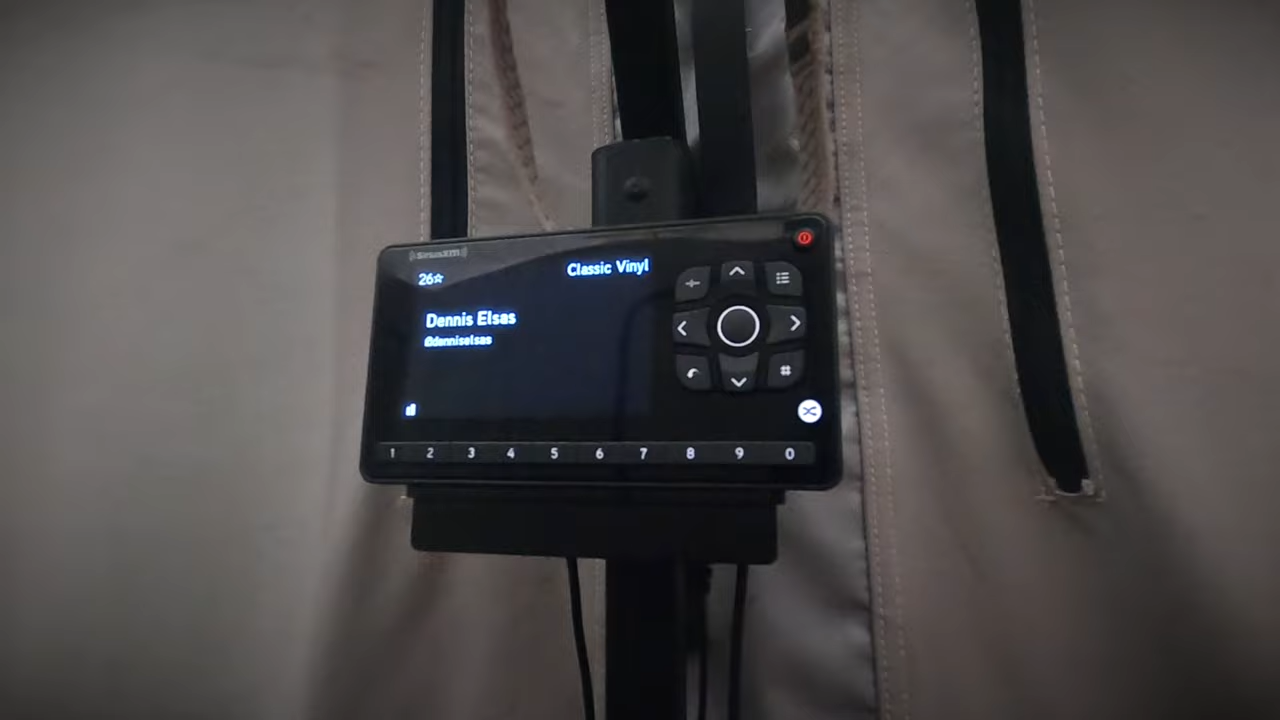 ((siriusxm))
26☆
Classic Vinyl
Dennis Elsas
@denniselsas
1 2 3 4 5 6 7 8 9 0
#